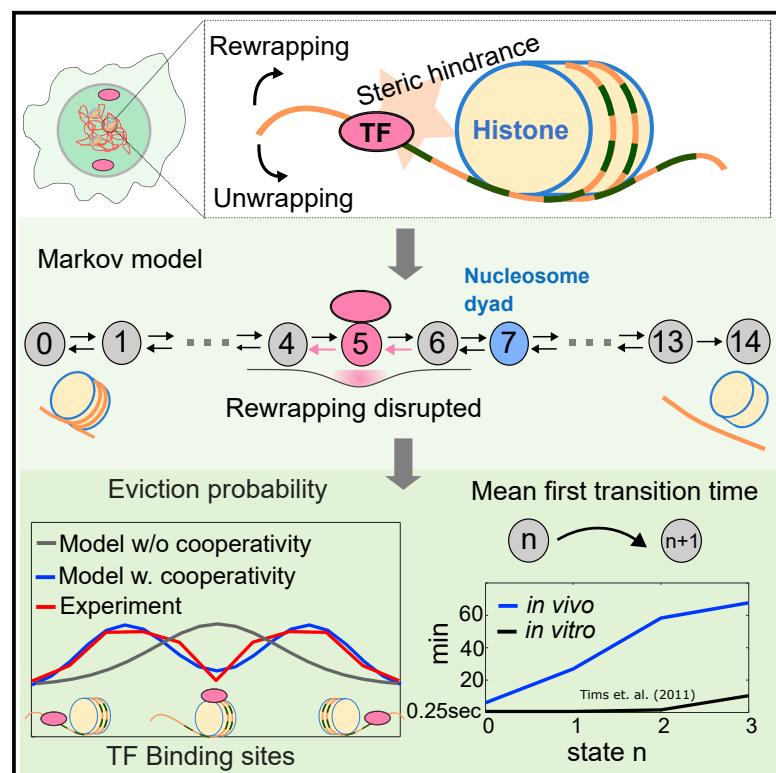 Rewrapping
Steric hindrance
TF
Histone
Unwrapping
Markov model
Nucleosome
dyad
0
1
4
5
6
7
13
14
Rewrapping disrupted
Eviction probability
Mean first transition time
n
n+1
Model w/o cooperativity
Model w. cooperativity
Experiment
in vivo
in vitro
min
60
40
20
0.25sec
Tims et. al. (2011)
0
1
2
3
TF Binding sites
state n